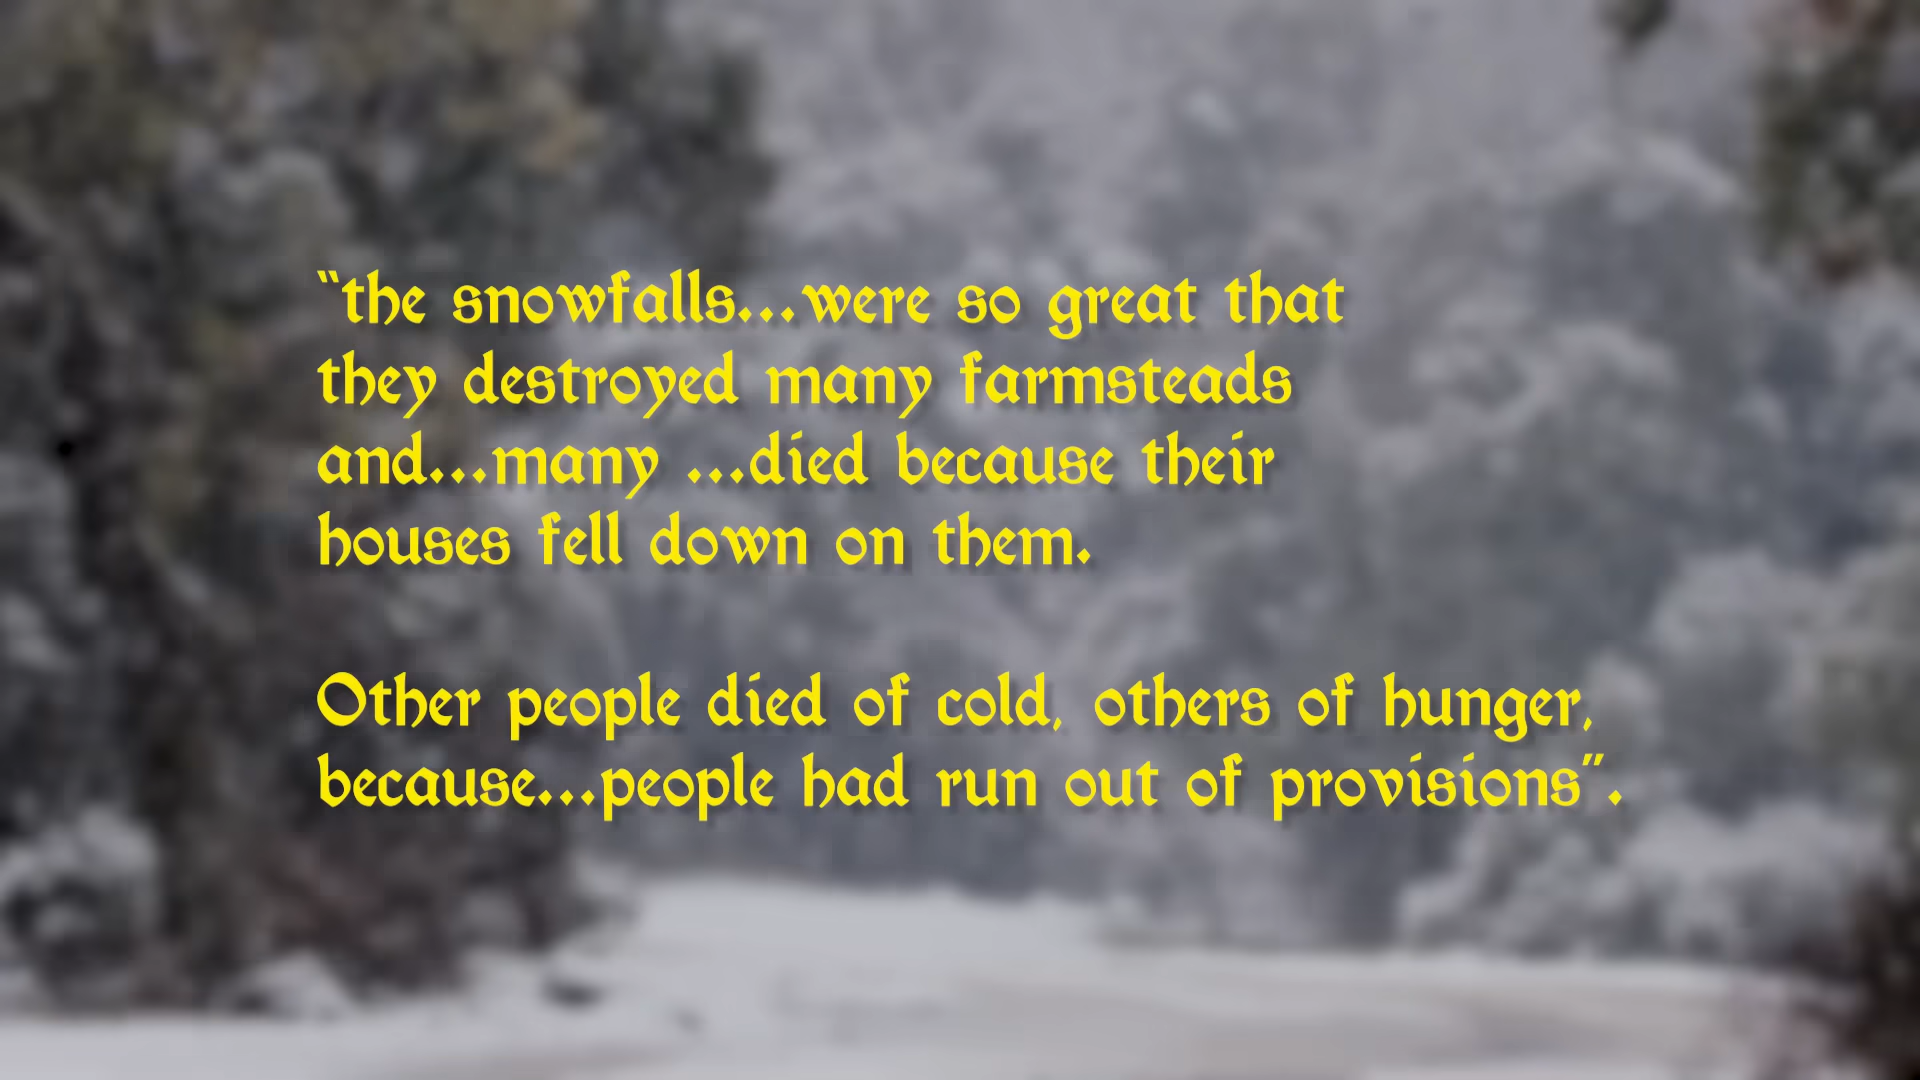 “the snowfalls...were so great that
they destroyed many farmsteads
and...many ...died because their
houses fell down on them.
Other people died of cold, others of hunger,
because...people had run out of provisions”.